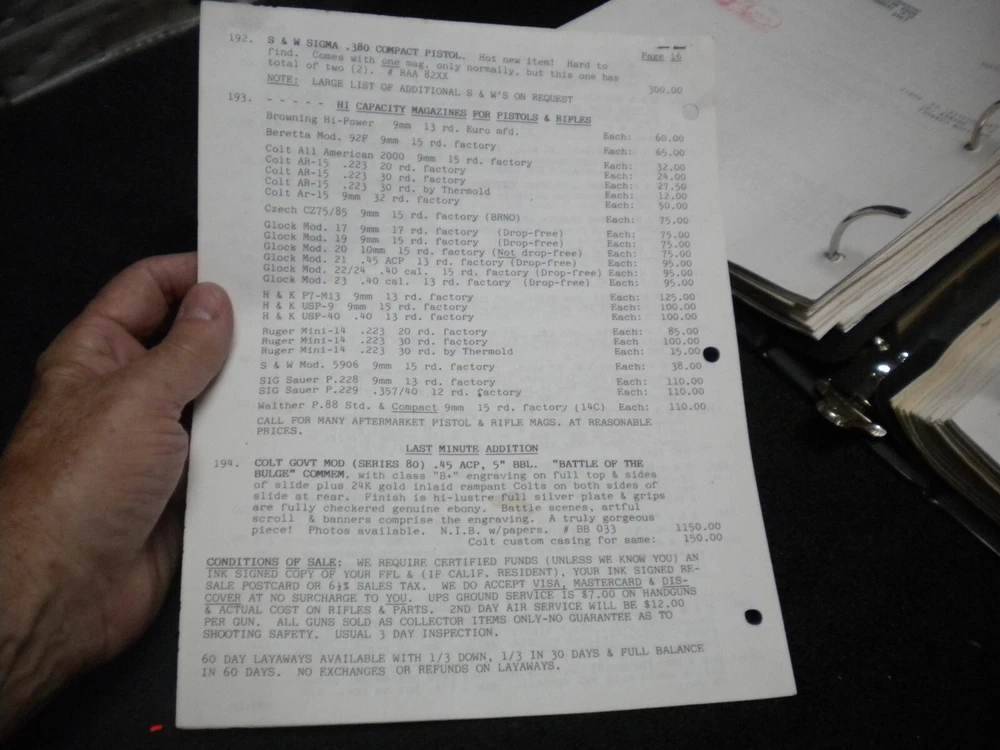 Page 16
192. S & W SIGMA .380 COMPACT PISTOL. Hot new item! Hard to
find. Comes with one mag. only normally, but this one has
total of two (2). # RAA 82XX 300.00
NOTE: LARGE LIST OF ADDITIONAL S & W'S ON REQUEST
193. - - - - - HI CAPACITY MAGAZINES FOR PISTOLS & RIFLES
Browning Hi-Power 9mm 13 rd. Euro mfd. Each: 60.00
Beretta Mod. 92F 9mm 15 rd. factory Each: 65.00
Colt All American 2000 9mm 15 rd. factory Each: 32.00
Colt AR-15 .223 20 rd. factory Each: 24.00
Colt AR-15 .223 30 rd. factory Each: 27.50
Colt AR-15 .223 30 rd. by Thermold Each: 12.00
Colt Ar-15 9mm 32 rd. factory Each: 50.00
Czech CZ75/85 9mm 15 rd. factory (BRNO) Each: 75.00
Glock Mod. 17 9mm 17 rd. factory (Drop-free) Each: 75.00
Glock Mod. 19 9mm 15 rd. factory (Drop-free) Each: 75.00
Glock Mod. 20 10mm 15 rd. factory (Not drop-free) Each: 75.00
Glock Mod. 21 .45 ACP 13 rd. factory (Drop-free) Each: 95.00
Glock Mod. 22/24 .40 cal. 15 rd. factory (Drop-free) Each: 95.00
Glock Mod. 23 .40 cal. 13 rd. factory (Drop-free) Each: 95.00
H & K P7-M13 9mm 13 rd. factory Each: 125.00
H & K USP-9 9mm 15 rd. factory Each: 100.00
H & K USP-40 .40 13 rd. factory Each: 100.00
Ruger Mini-14 .223 20 rd. factory Each: 85.00
Ruger Mini-14 .223 30 rd. factory Each 100.00
Ruger Mini-14 .223 30 rd. by Thermold Each: 15.00
S & W Mod. 5906 9mm 15 rd. factory Each: 38.00
SIG Sauer P.228 9mm 13 rd. factory Each: 110.00
SIG Sauer P.229 .357/40 12 rd. factory Each: 110.00
Walther P.88 Std. & Compact 9mm 15 rd. factory (14C) Each: 110.00
CALL FOR MANY AFTERMARKET PISTOL & RIFLE MAGS. AT REASONABLE
PRICES.
LAST MINUTE ADDITION
194. COLT GOVT MOD (SERIES 80) .45 ACP, 5" BBL. "BATTLE OF THE
BULGE" COMMEM. with class "B+" engraving on full top & sides
of slide plus 24K gold inlaid rampant Colts on both sides of
slide at rear. Finish is hi-lustre full silver plate & grips
are fully checkered genuine ebony. Battle scenes, artful
scroll & banners comprise the engraving. A truly gorgeous
piece! Photos available. N.I.B. w/papers. # BB 033 1150.00
Colt custom casing for same: 150.00
CONDITIONS OF SALE: WE REQUIRE CERTIFIED FUNDS (UNLESS WE KNOW YOU) AN
INK SIGNED COPY OF YOUR FFL & (IF CALIF. RESIDENT), YOUR INK SIGNED RE-
SALE POSTCARD OR 6½% SALES TAX. WE DO ACCEPT VISA, MASTERCARD & DIS-
COVER AT NO SURCHARGE TO YOU. UPS GROUND SERVICE IS $7.00 ON HANDGUNS
& ACTUAL COST ON RIFLES & PARTS. 2ND DAY AIR SERVICE WILL BE $12.00
PER GUN. ALL GUNS SOLD AS COLLECTOR ITEMS ONLY-NO GUARANTEE AS TO
SHOOTING SAFETY. USUAL 3 DAY INSPECTION.
60 DAY LAYAWAYS AVAILABLE WITH 1/3 DOWN, 1/3 IN 30 DAYS & FULL BALANCE
IN 60 DAYS. NO EXCHANGES OR REFUNDS ON LAYAWAYS.